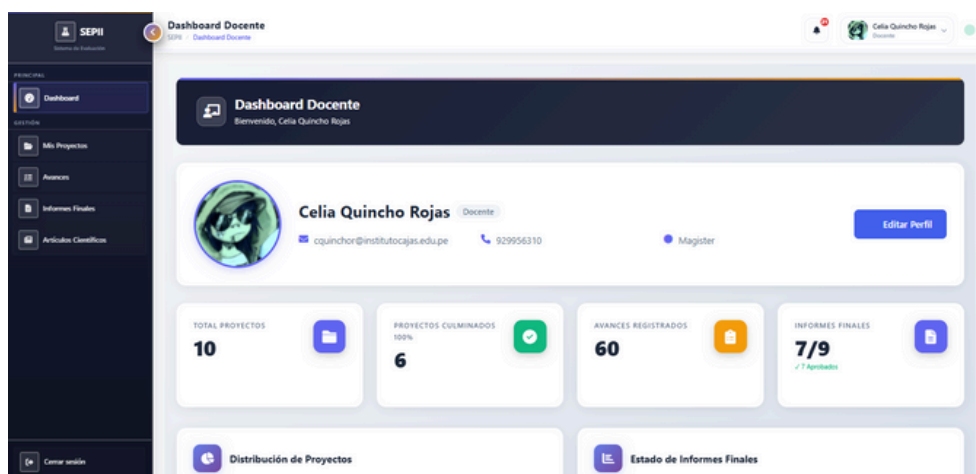 SEPII
Sistema de Evaluación
PRINCIPAL
Dashboard
GESTIÓN
Mis Proyectos
Avances
Informes Finales
Artículos Científicos
Cerrar sesión
Dashboard Docente
SEPII Dashboard Docente
Celia Quincho Rojas
Docente
Dashboard Docente
Bienvenido, Celia Quincho Rojas
Celia Quincho Rojas Docente
cquinchor@institutocajas.edu.pe 929956310 Magister
Editar Perfil
TOTAL PROYECTOS
10
PROYECTOS CULMINADOS
100%
6
AVANCES REGISTRADOS
60
INFORMES FINALES
7/9
✓ 7 Aprobados
Distribución de Proyectos
Estado de Informes Finales